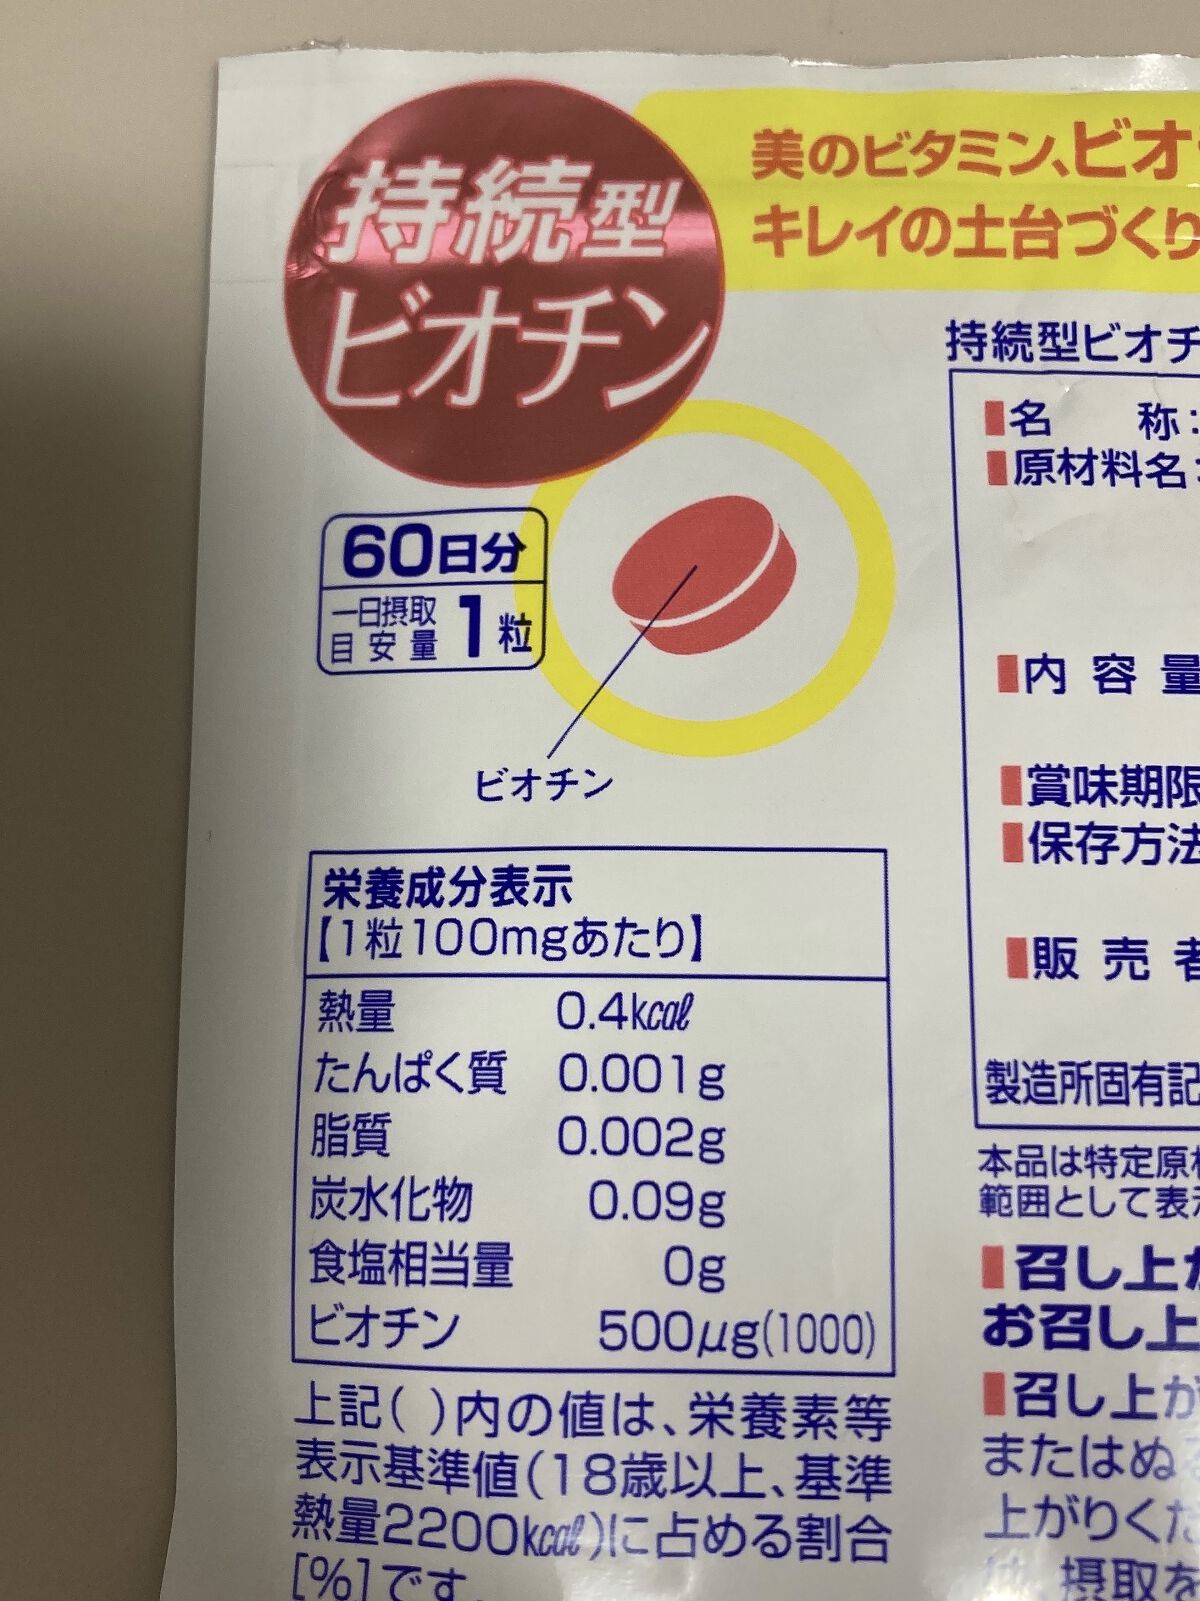 持続型
ビオチン
美のビタミン、ビオ
キレイの土台づくり
60日分
一日摂取
目安量
1粒
ビオチン
栄養成分表示
【1粒100mgあたり】
熱量 0.4kcal
たんぱく質 0.001g
脂質 0.002g
炭水化物 0.09g
食塩相当量 0g
ビオチン 500μg(1000)
上記( )内の値は、栄養素等
表示基準値(18歳以上、基準
熱量2200kcal)に占める割合
[%]です。
持続型ビオチ
名 称:
原材料名:
内容量
賞味期限
保存方法
販売者
製造所固有記
本品は特定原材
範囲として表示
召し上が
お召し上
召し上が
またはぬ
上がりくだ
摂取を